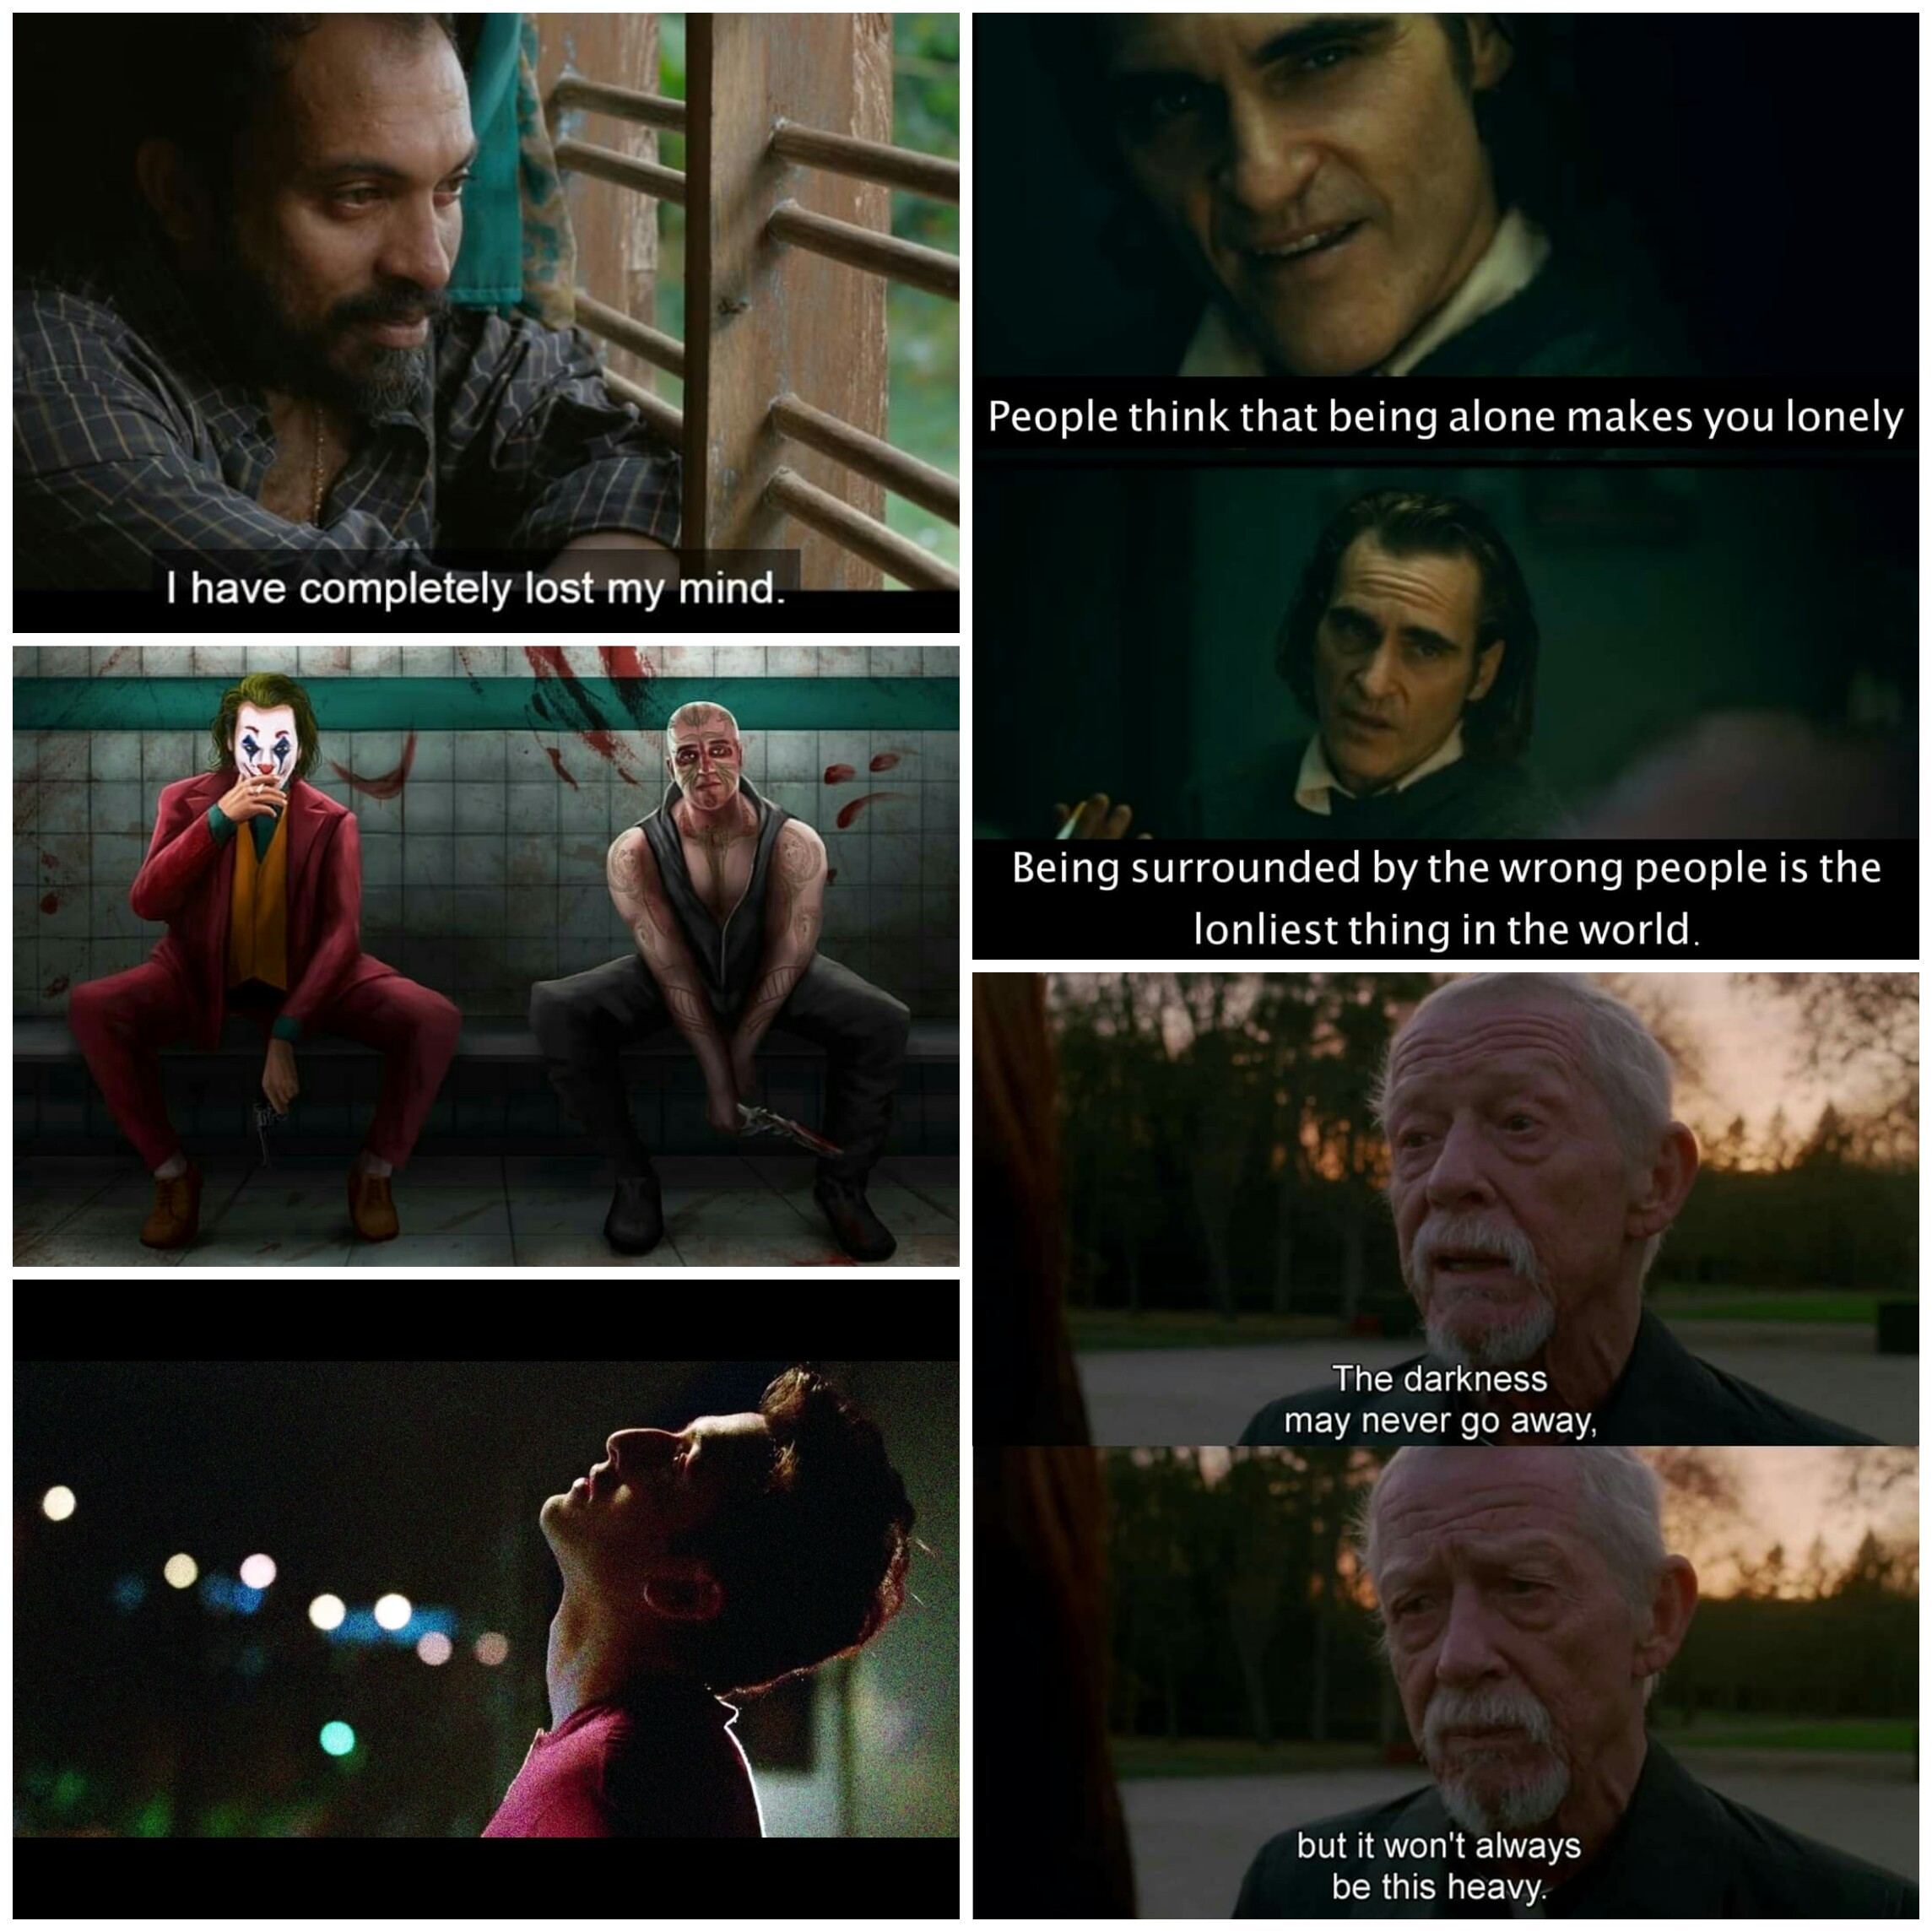 I have completely lost my mind.
People think that being alone makes you lonely
Being surrounded by the wrong people is the
lonliest thing in the world.
The darkness
may never go away,
but it won't always
be this heavy.